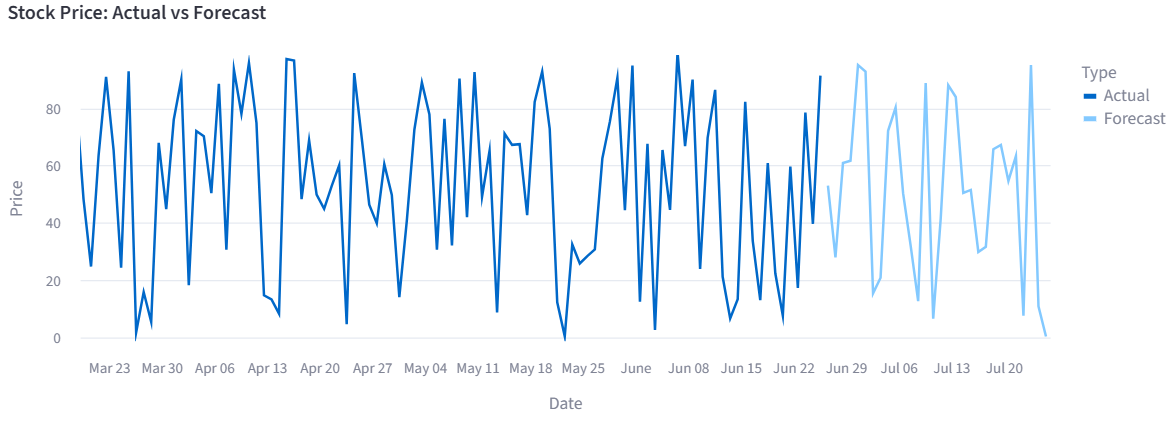 Stock Price: Actual vs Forecast
Type
Actual
Forecast
Price
80
60
40
20
0
Mar 23 Mar 30 Apr 06 Apr 13 Apr 20 Apr 27 May 04 May 11 May 18 May 25 June Jun 08 Jun 15 Jun 22 Jun 29 Jul 06 Jul 13 Jul 20
Date